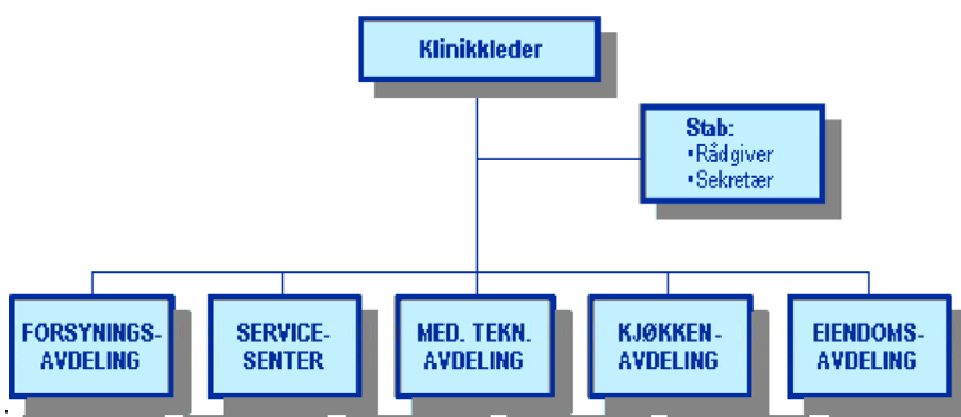 Klinikkleder
Stab:
▪Rådgiver
▪Sekretær
FORSYNINGS-
AVDELING
SERVICE-
SENTER
MED. TEKN.
AVDELING
KJØKKEN-
AVDELING
EIENDOMS-
AVDELING